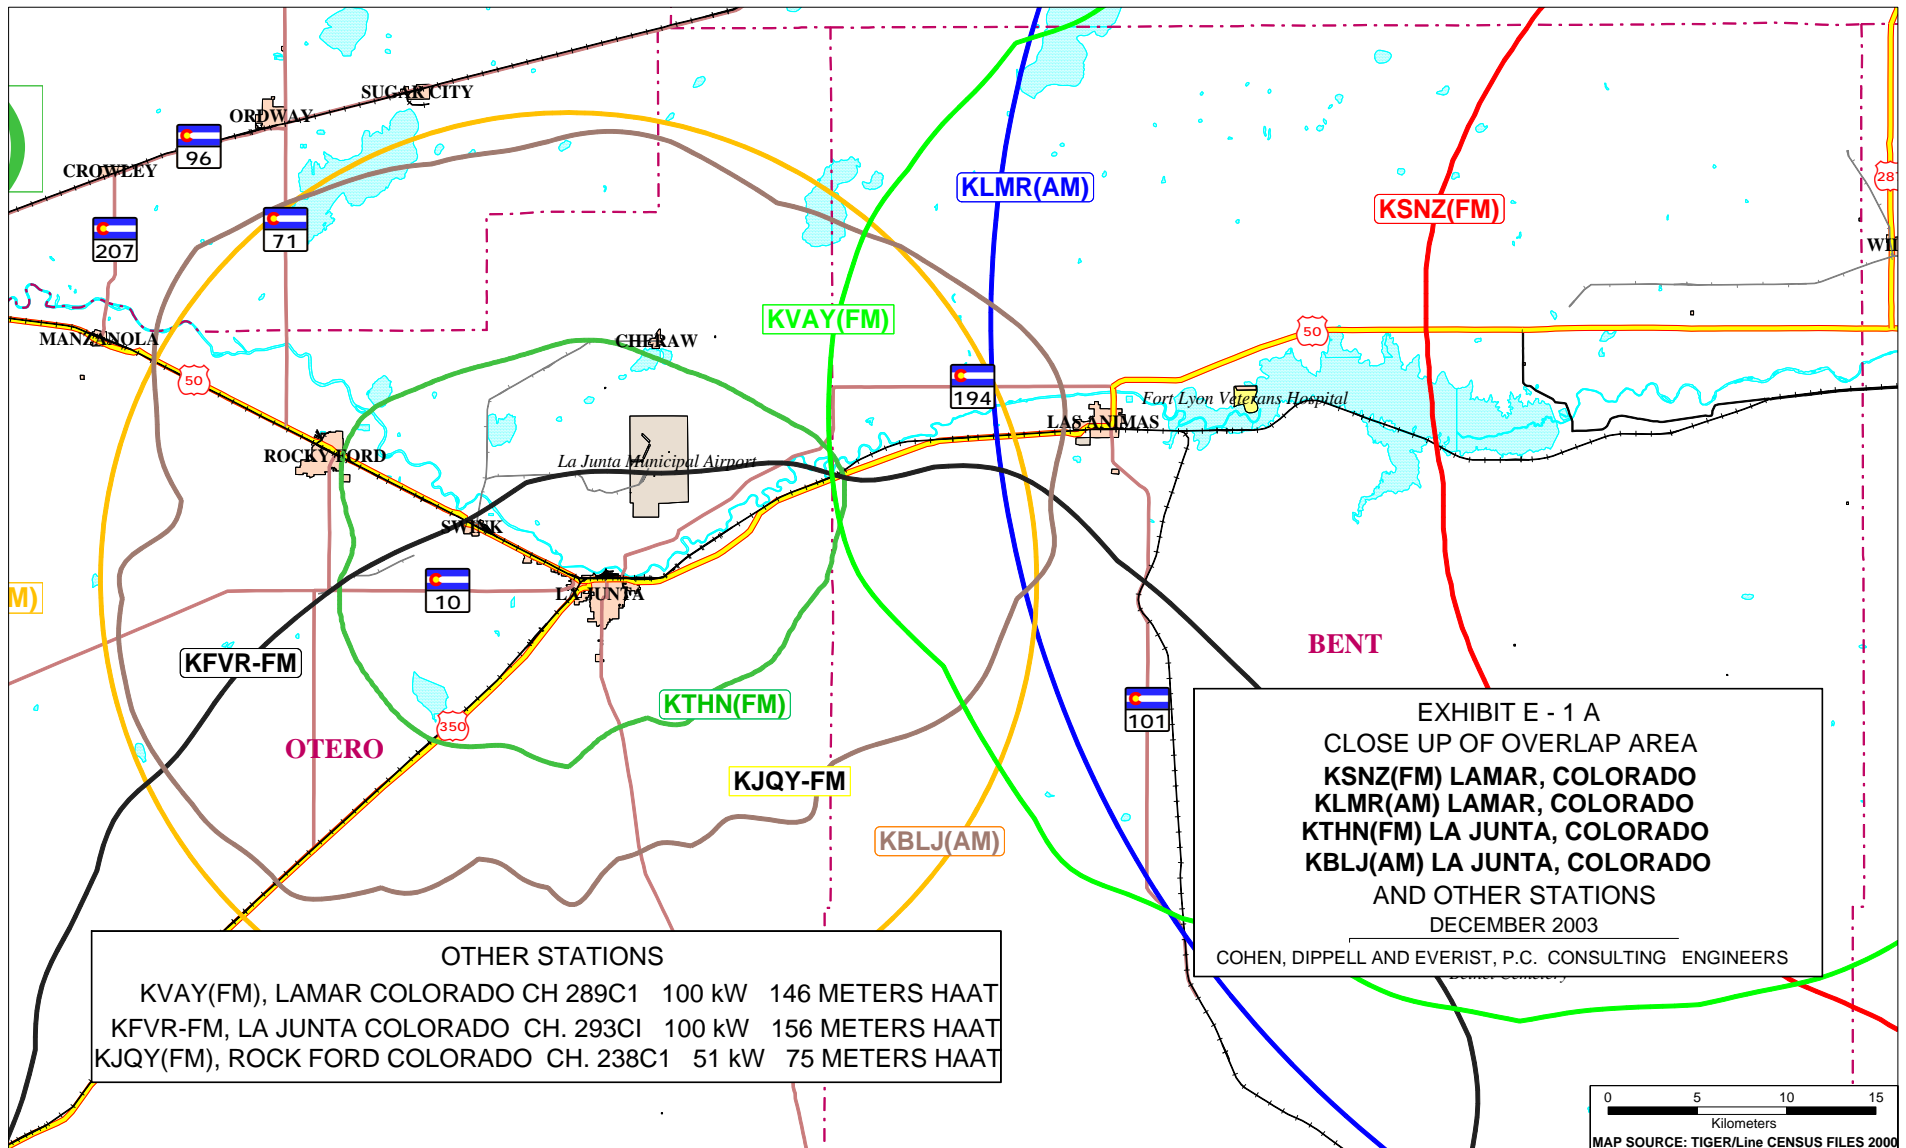 SUGAR CITY
ORDWAY
96
CROWLEY
KLMR(AM)
KSNZ(FM)
287
207
71
WIL
KVAY(FM)
50
MANZANOLA
CHERAW
50
194
Fort Lyon Veterans Hospital
LAS ANIMAS
ROCKY FORD
La Junta Municipal Airport
SWINK
10
LA JUNTA
M)
BENT
KFVR-FM
KTHN(FM)
101
350
OTERO
KJQY-FM
KBLJ(AM)
EXHIBIT E - 1 A
CLOSE UP OF OVERLAP AREA
KSNZ(FM) LAMAR, COLORADO
KLMR(AM) LAMAR, COLORADO
KTHN(FM) LA JUNTA, COLORADO
KBLJ(AM) LA JUNTA, COLORADO
AND OTHER STATIONS
DECEMBER 2003
COHEN, DIPPELL AND EVERIST, P.C. CONSULTING ENGINEERS
Cemetery
OTHER STATIONS
KVAY(FM), LAMAR COLORADO CH 289C1 100 kW 146 METERS HAAT
KFVR-FM, LA JUNTA COLORADO CH. 293CI 100 kW 156 METERS HAAT
KJQY(FM), ROCK FORD COLORADO CH. 238C1 51 kW 75 METERS HAAT
0 5 10 15
Kilometers
MAP SOURCE: TIGER/Line CENSUS FILES 2000